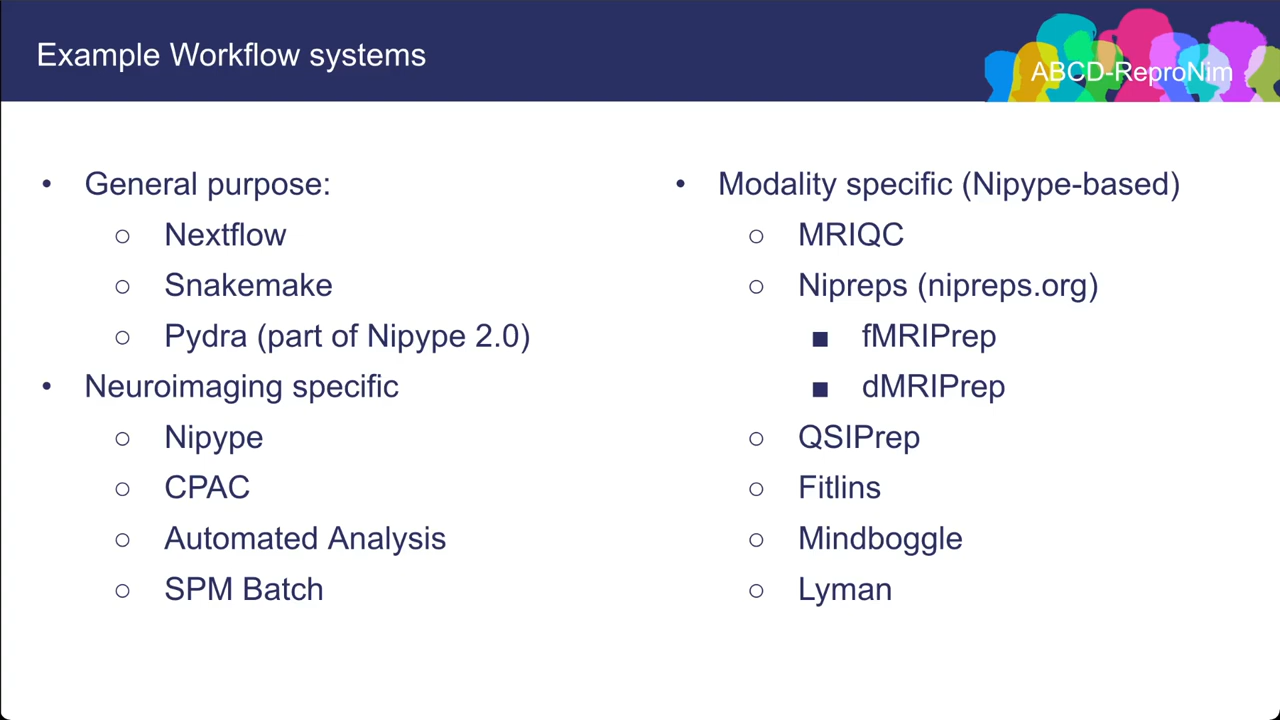 Example Workflow systems
ABCD-ReproNim
• General purpose:
○ Nextflow
○ Snakemake
○ Pydra (part of Nipype 2.0)
• Neuroimaging specific
○ Nipype
○ CPAC
○ Automated Analysis
○ SPM Batch
• Modality specific (Nipype-based)
○ MRIQC
○ Nipreps (nipreps.org)
■ fMRIPrep
■ dMRIPrep
○ QSIPrep
○ Fitlins
○ Mindboggle
○ Lyman